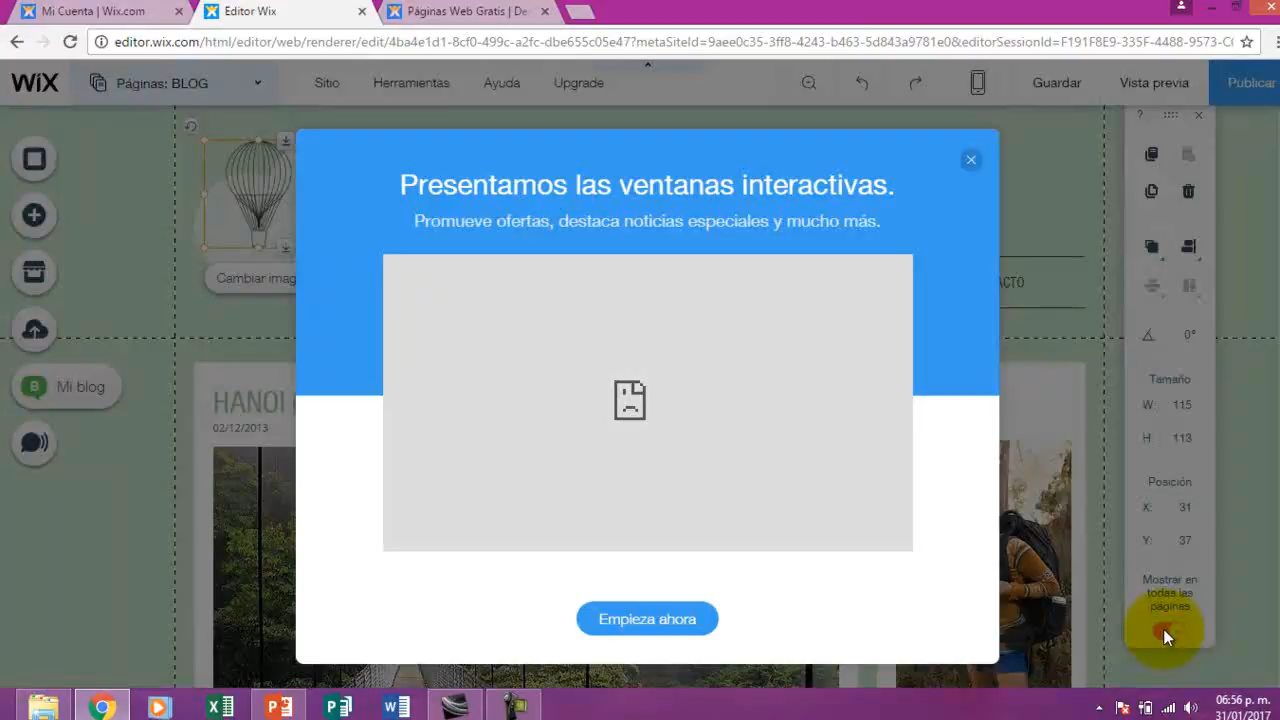 Mi Cuenta | Wix.com
Editor Wix
Páginas Web Gratis | De
editor.wix.com/html/editor/web/renderer/edit/4ba4e1d1-8cf0-499c-a2fc-dbe655c05e47?metaSiteId=9aee0c35-3ff8-4243-b463-5d843a9781e0&editorSessionId=F191F8E9-335F-4488-9573-C
WiX
Páginas: BLOG
Sitio
Herramientas
Ayuda
Upgrade
Guardar
Vista previa
Publicar
?
Presentamos las ventanas interactivas.
Promueve ofertas, destaca noticias especiales y mucho más.
Cambiar imag
ACTO
0°
Tamaño
W: 115
H: 113
Mi blog
HANOI
02/12/2013
Posición
X: 31
Y: 37
Mostrar en
todas las
páginas
Empieza ahora
06:56 p. m.
31/01/2017